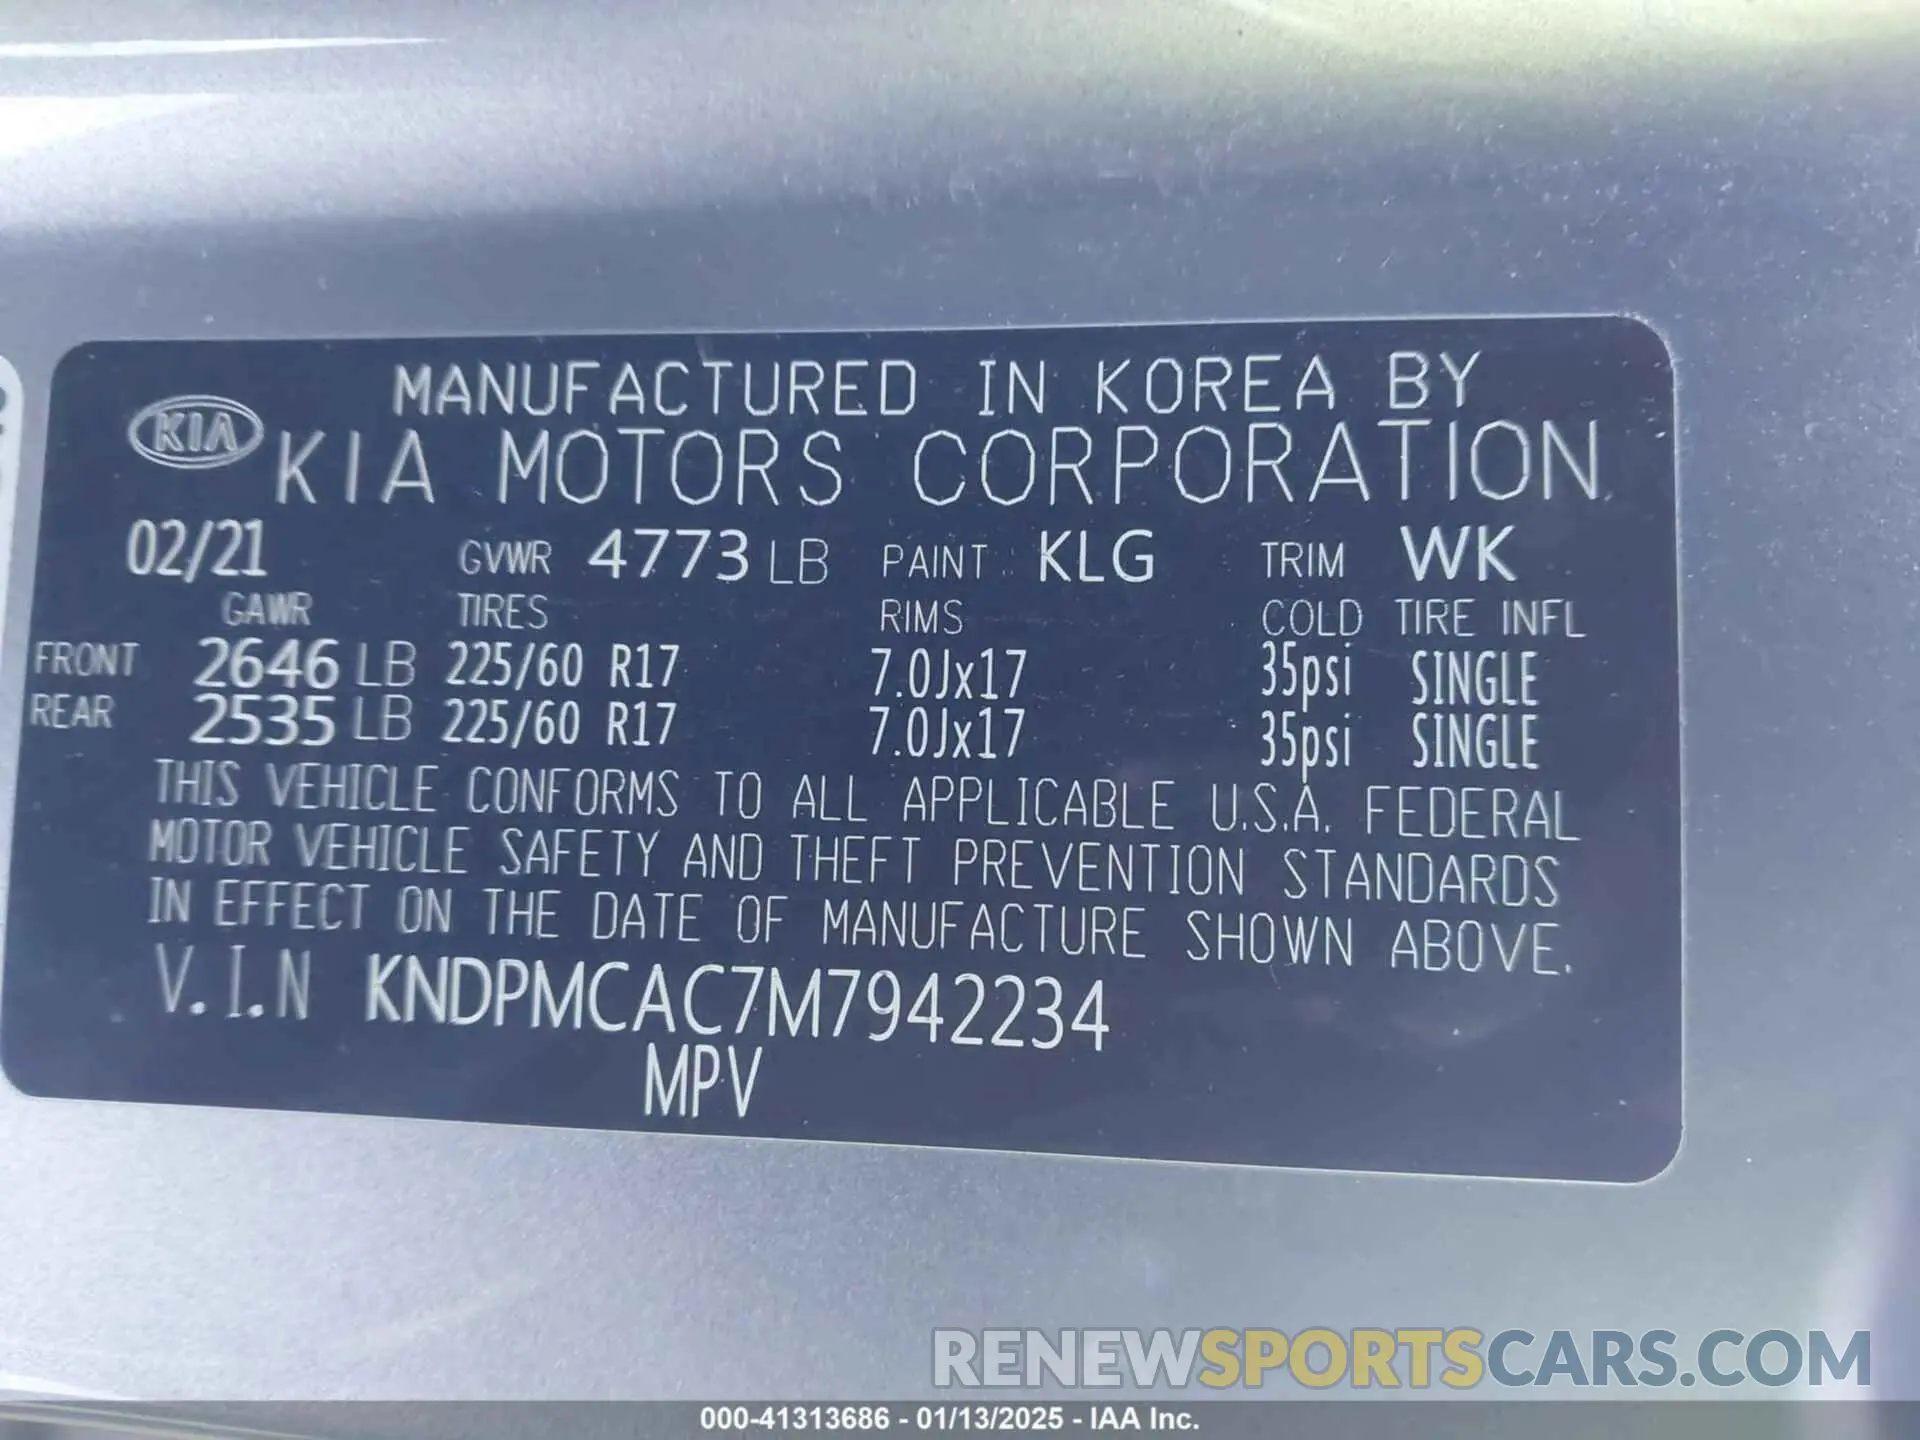 MANUFACTURED IN KOREA BY
KIA KIA MOTORS CORPORATION
02/21 GVWR 4773 LB PAINT KLG TRIM WK
GAWR TIRES RIMS COLD TIRE INFL
FRONT 2646 LB 225/60 R17 7.0Jx17 35psi SINGLE
REAR 2535 LB 225/60 R17 7.0Jx17 35psi SINGLE
THIS VEHICLE CONFORMS TO ALL APPLICABLE U.S.A. FEDERAL
MOTOR VEHICLE SAFETY AND THEFT PREVENTION STANDARDS
IN EFFECT ON THE DATE OF MANUFACTURE SHOWN ABOVE.
V.I.N KNDPMCAC7M7942234
MPV
RENEWSPORTSCARS.COM
000-41313686 - 01/13/2025 - IAA Inc.